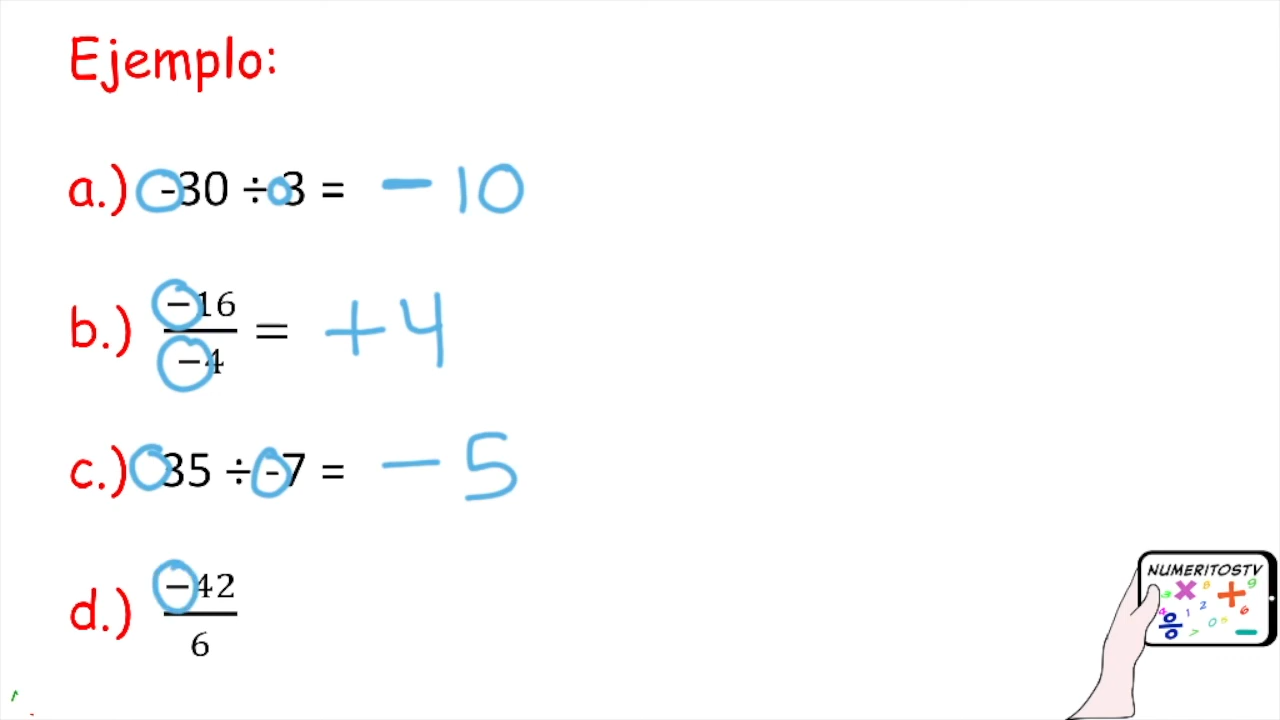 Ejemplo:
a.) -30 ÷ 3 = - 10
b.) −16/−4 = + 4
c.) 35 ÷ -7 = - 5
d.) −42/6
NUMERITOSTV